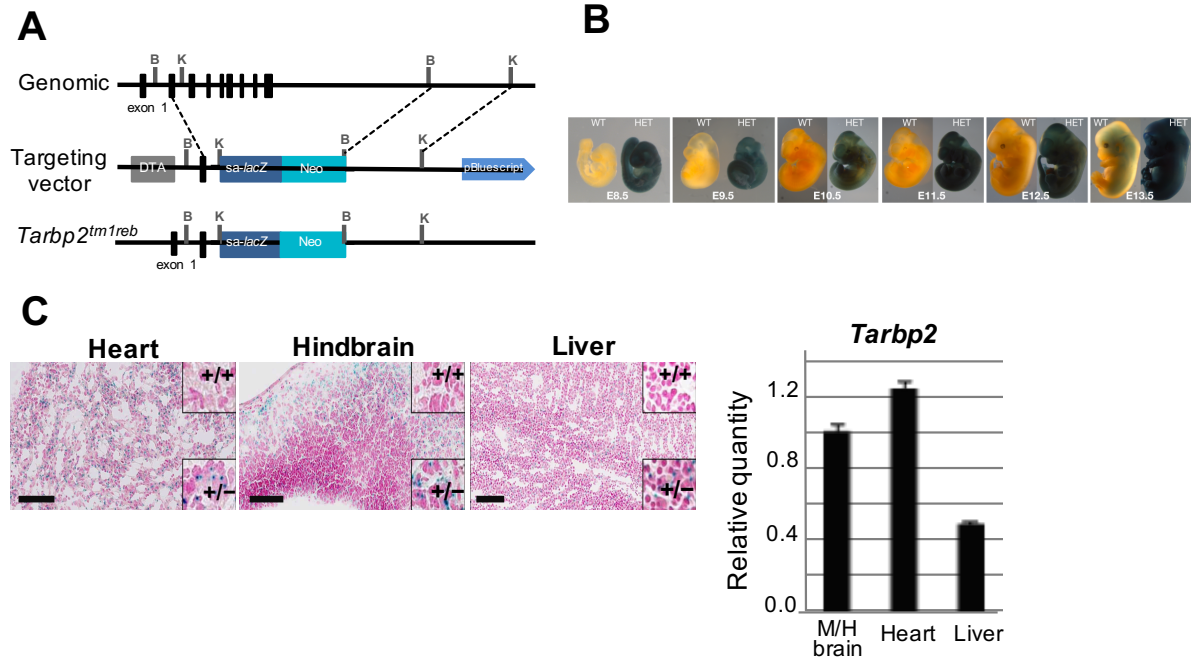 A
B K B K
Genomic
exon 1
B K B K
Targeting
vector
DTA sa-lacZ Neo pBluescript
B K B K
Tarbp2tm1reb
sa-lacZ Neo
exon 1
B
WT HET WT HET WT HET WT HET WT HET WT HET
E8.5 E9.5 E10.5 E11.5 E12.5 E13.5
C
Heart Hindbrain Liver
+/+ +/+ +/+
+/− +/− +/−
Tarbp2
Relative quantity
1.2
0.8
0.4
0.0
M/H
brain
Heart
Liver